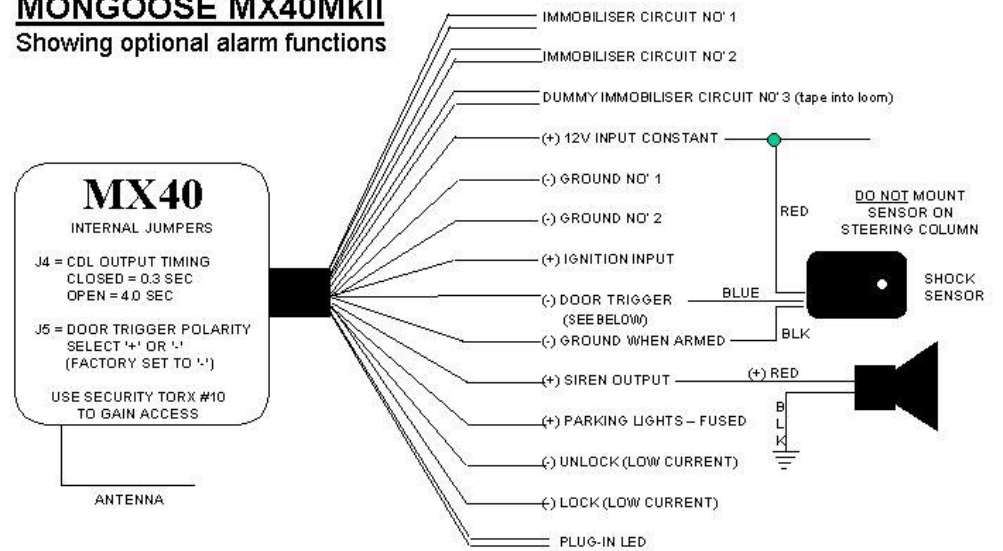 MONGOOSE MX40MkII
Showing optional alarm functions
MX40
INTERNAL JUMPERS
J4 = CDL OUTPUT TIMING
CLOSED = 0.3 SEC
OPEN = 4.0 SEC
J5 = DOOR TRIGGER POLARITY
SELECT '+' OR '-'
(FACTORY SET TO '-')
USE SECURITY TORX #10
TO GAIN ACCESS
ANTENNA
IMMOBILISER CIRCUIT NO' 1
IMMOBILISER CIRCUIT NO' 2
DUMMY IMMOBILISER CIRCUIT NO' 3 (tape into loom)
(+) 12V INPUT CONSTANT
(-) GROUND NO' 1
(-) GROUND NO' 2
(+) IGNITION INPUT
(-) DOOR TRIGGER
(SEE BELOW)
(-) GROUND WHEN ARMED
(+) SIREN OUTPUT
(+) PARKING LIGHTS – FUSED
(-) UNLOCK (LOW CURRENT)
(-) LOCK (LOW CURRENT)
PLUG-IN LED
RED
BLUE
BLK
(+) RED
BLK
DO NOT MOUNT
SENSOR ON
STEERING COLUMN
SHOCK
SENSOR